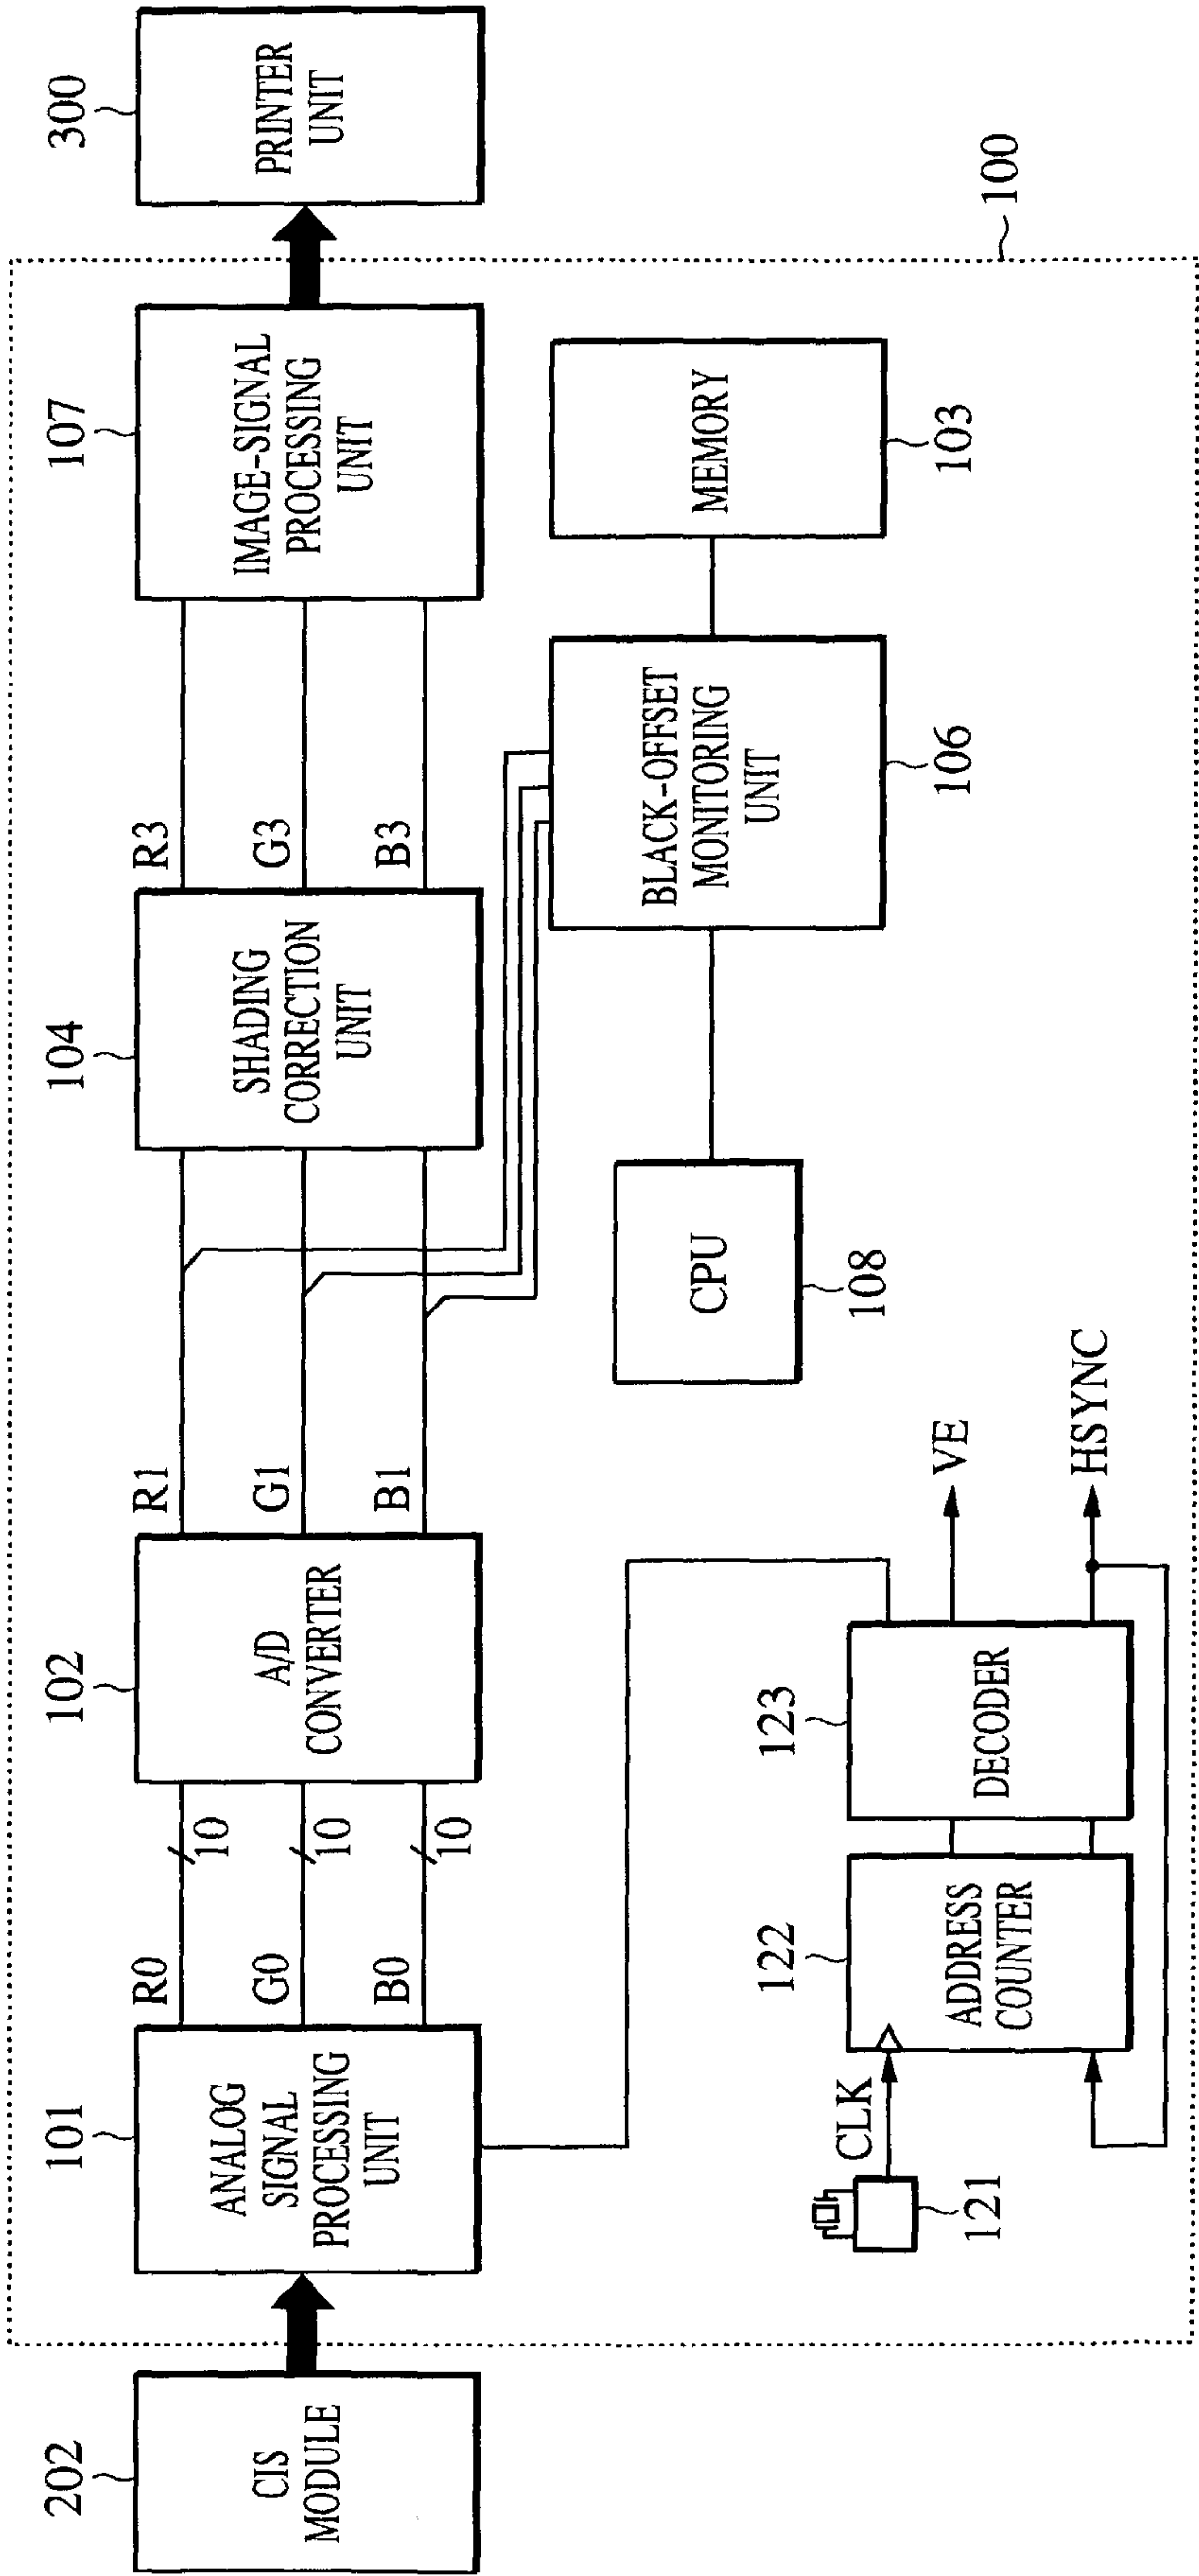 202
CIS
MODULE
101
ANALOG
SIGNAL
PROCESSING
UNIT
R0
G0
B0
10
10
10
102
A/D
CONVERTER
R1
G1
B1
104
SHADING
CORRECTION
UNIT
R3
G3
B3
107
IMAGE-SIGNAL
PROCESSING
UNIT
300
PRINTER
UNIT
100
CPU
108
BLACK-OFFSET
MONITORING
UNIT
106
MEMORY
103
121
CLK
122
ADDRESS
COUNTER
123
DECODER
VE
HSYNC